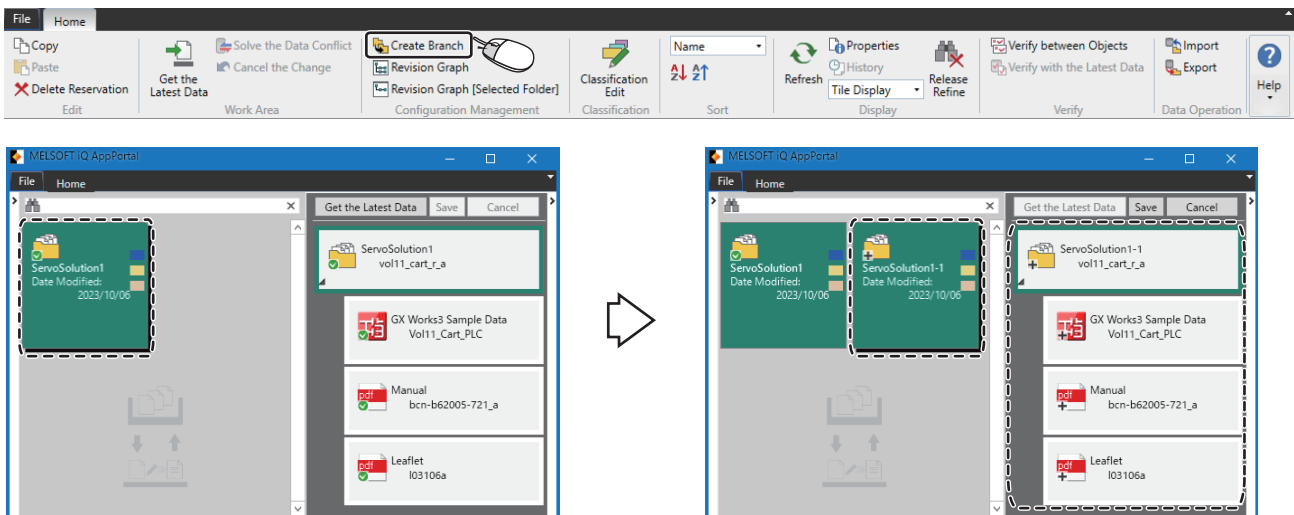 File
Home
Copy
Paste
Delete Reservation
Edit
Get the
Latest Data
Solve the Data Conflict
Cancel the Change
Work Area
Create Branch
Revision Graph
Revision Graph [Selected Folder]
Configuration Management
Classification
Edit
Classification
Name
Sort
Refresh
Properties
History
Tile Display
Release
Refine
Display
Verify between Objects
Verify with the Latest Data
Verify
Import
Export
Data Operation
Help
MELSOFT iQ AppPortal
File
Home
Get the Latest Data
Save
Cancel
ServoSolution1
Date Modified:
2023/10/06
ServoSolution1
vol11_cart_r_a
GX Works3 Sample Data
Vol11_Cart_PLC
pdf
Manual
bcn-b62005-721_a
pdf
Leaflet
l03106a
MELSOFT iQ AppPortal
File
Home
Get the Latest Data
Save
Cancel
ServoSolution1
Date Modified:
2023/10/06
ServoSolution1-1
Date Modified:
2023/10/06
ServoSolution1-1
vol11_cart_r_a
GX Works3 Sample Data
Vol11_Cart_PLC
pdf
Manual
bcn-b62005-721_a
pdf
Leaflet
l03106a